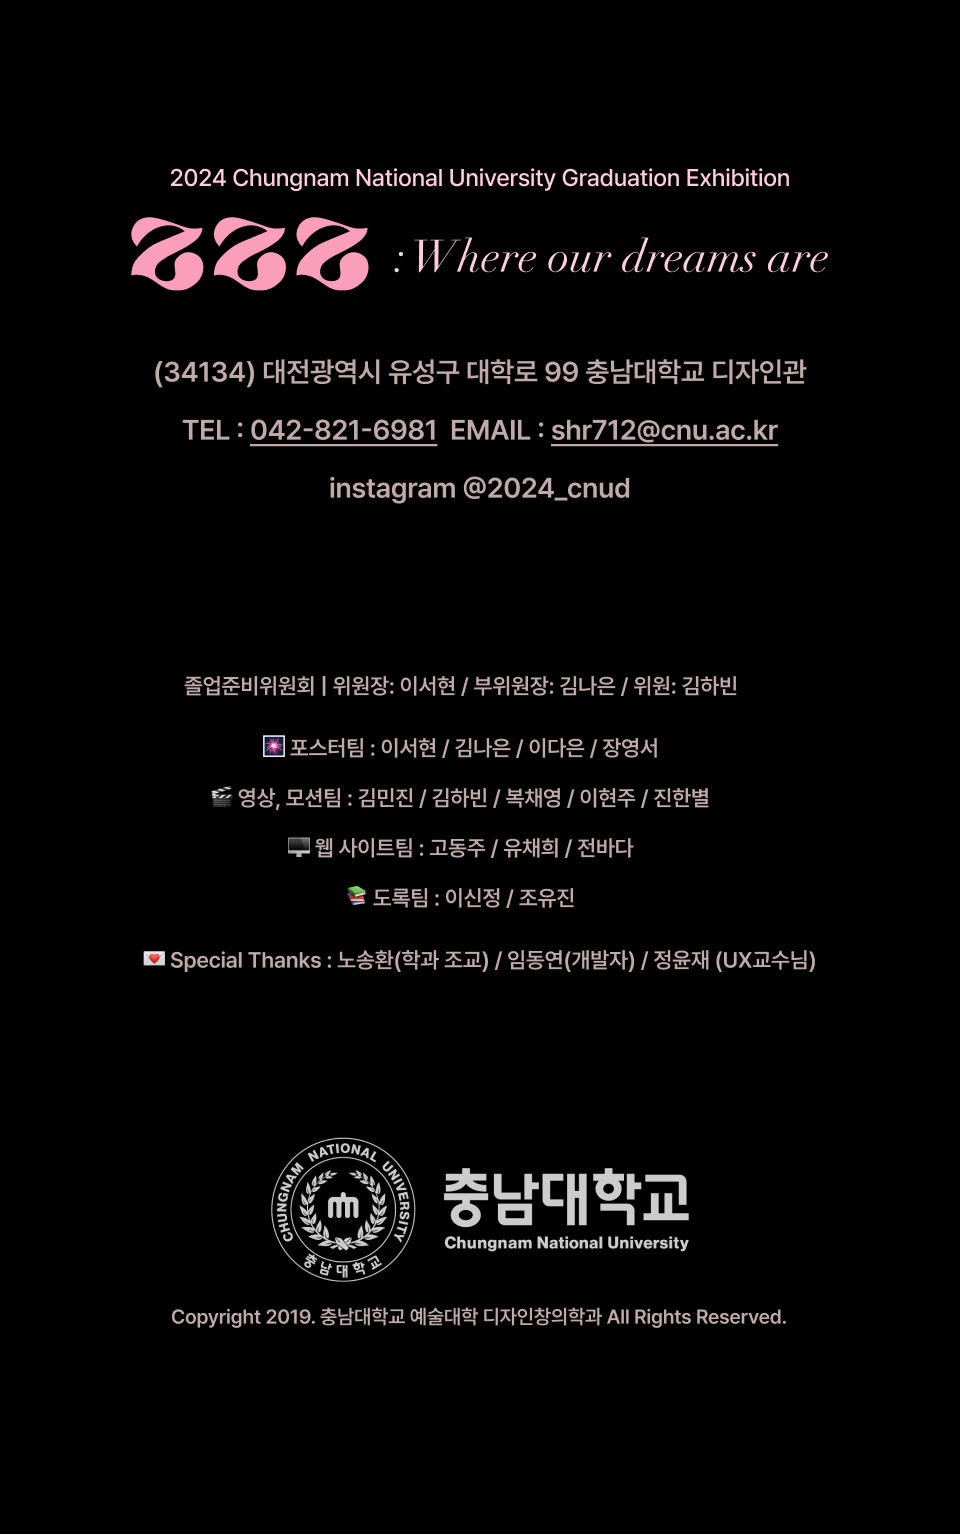 2024 Chungnam National University Graduation Exhibition
ZZZ : Where our dreams are
(34134) 대전광역시 유성구 대학로 99 충남대학교 디자인관
TEL : 042-821-6981 EMAIL : shr712@cnu.ac.kr
instagram @2024_cnud
졸업준비위원회 | 위원장: 이서현 / 부위원장: 김나은 / 위원: 김하빈
🎆 포스터팀 : 이서현 / 김나은 / 이다은 / 장영서
🎬 영상, 모션팀 : 김민진 / 김하빈 / 복채영 / 이현주 / 진한별
🖥️ 웹 사이트팀 : 고동주 / 유채희 / 전바다
📚 도록팀 : 이신정 / 조유진
💌 Special Thanks : 노송환(학과 조교) / 임동연(개발자) / 정윤재 (UX교수님)
CHUNGNAM NATIONAL UNIVERSITY
충남대학교
충남대학교
Chungnam National University
Copyright 2019. 충남대학교 예술대학 디자인창의학과 All Rights Reserved.